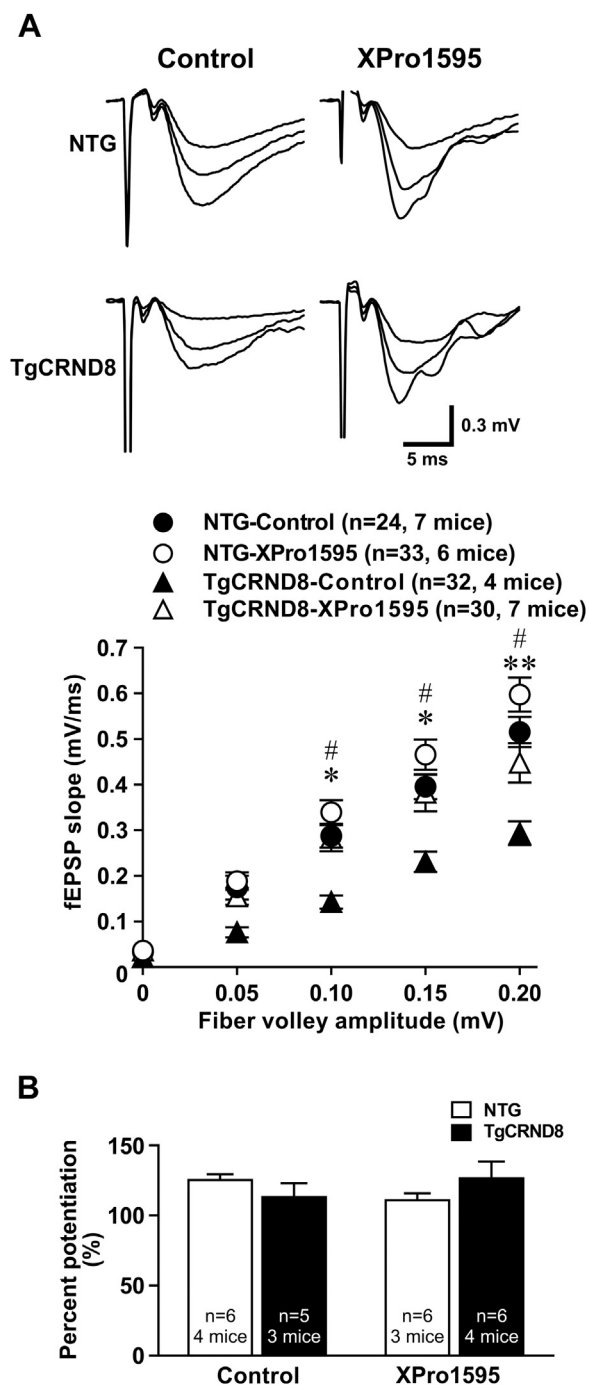 A
Control XPro1595
NTG
TgCRND8
0.3 mV
5 ms
NTG-Control (n=24, 7 mice)
NTG-XPro1595 (n=33, 6 mice)
TgCRND8-Control (n=32, 4 mice)
TgCRND8-XPro1595 (n=30, 7 mice)
fEPSP slope (mV/ms)
0.7
0.6
0.5
0.4
0.3
0.2
0.1
0
# # #
* * **
0 0.05 0.10 0.15 0.20
Fiber volley amplitude (mV)
B
NTG
TgCRND8
Percent potentiation
(%)
150
100
50
0
n=6 n=5 n=6 n=6
4 mice 3 mice 3 mice 4 mice
Control XPro1595